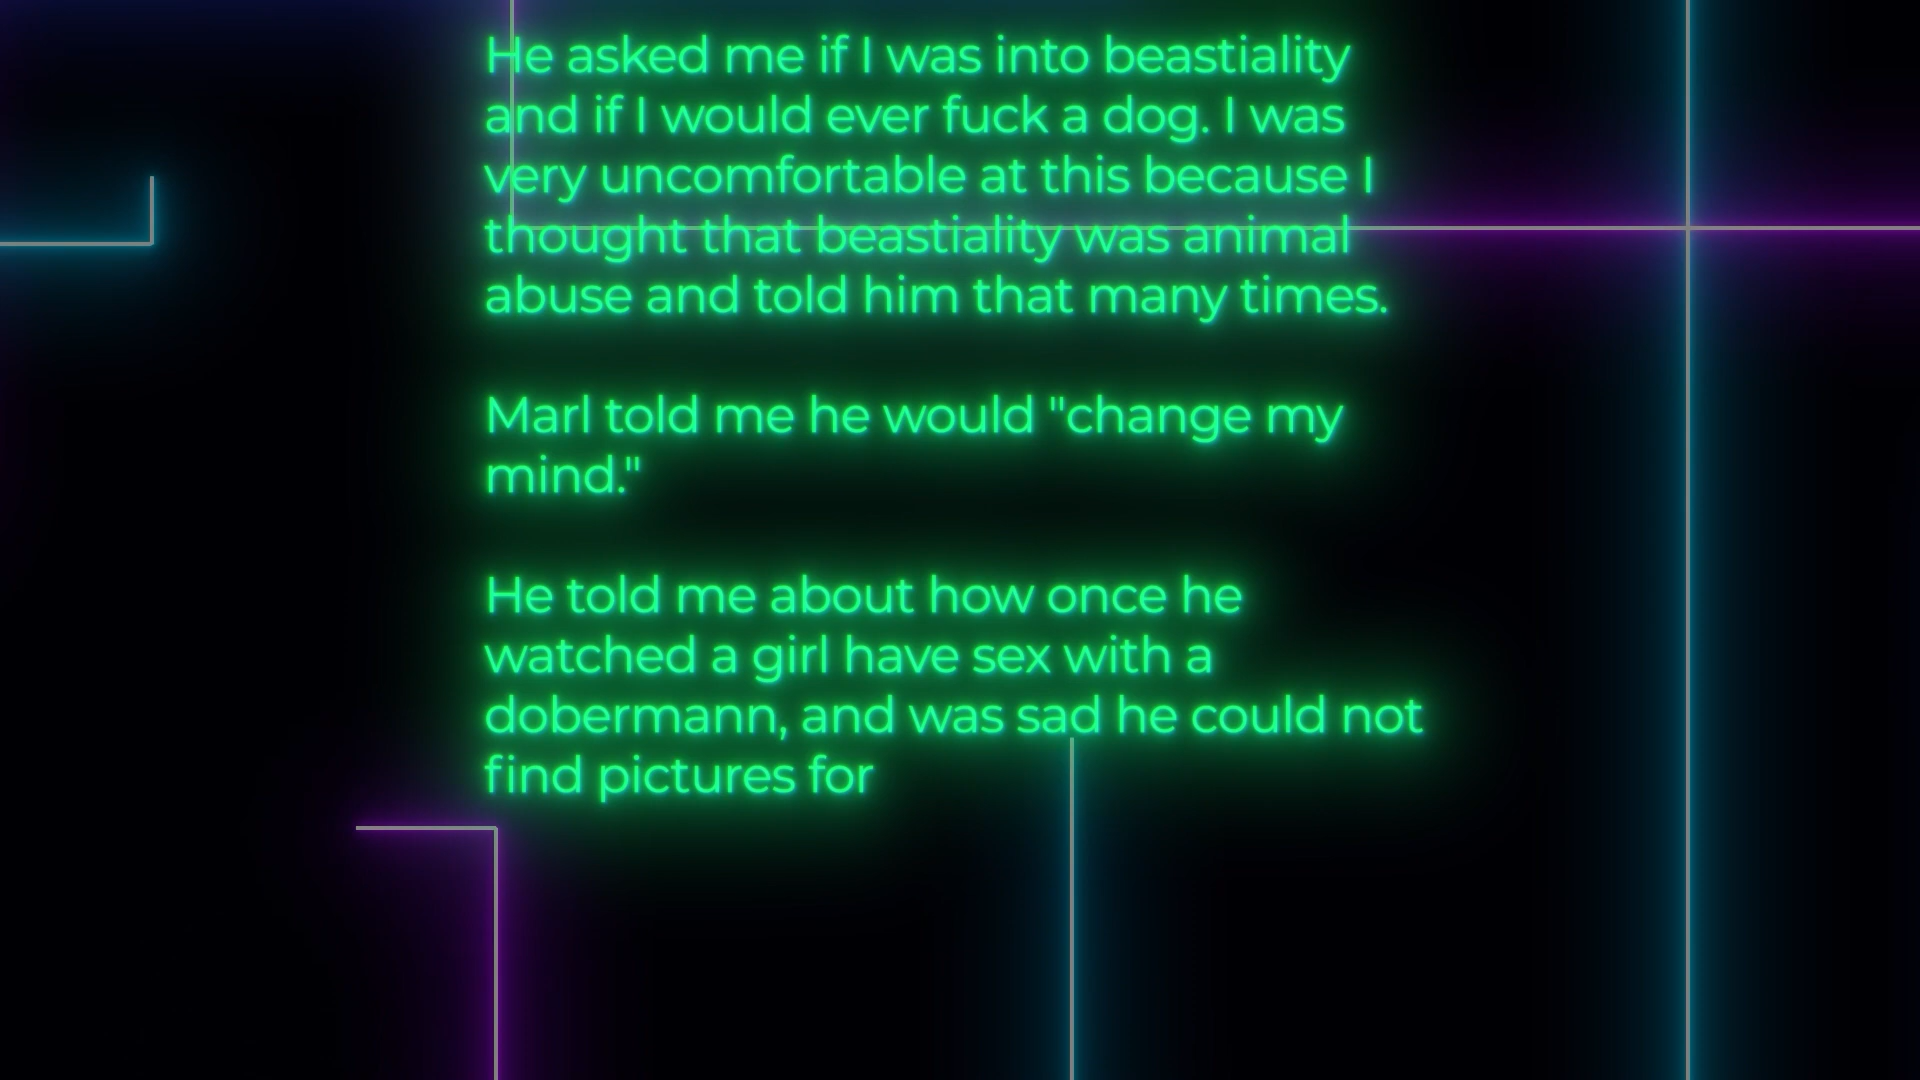 He asked me if I was into beastiality
and if I would ever fuck a dog. I was
very uncomfortable at this because I
thought that beastiality was animal
abuse and told him that many times.
Marl told me he would "change my
mind."
He told me about how once he
watched a girl have sex with a
dobermann, and was sad he could not
find pictures for